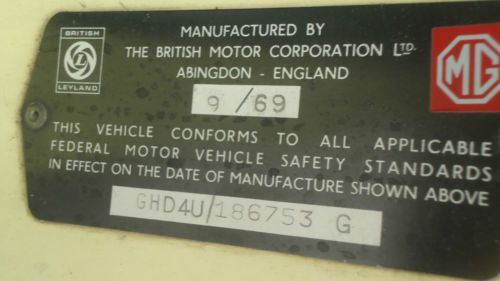 BRITISH
L
LEYLAND
MANUFACTURED BY
THE BRITISH MOTOR CORPORATION LTD.
ABINGDON - ENGLAND
MG
9 /69
THIS VEHICLE CONFORMS TO ALL APPLICABLE
FEDERAL MOTOR VEHICLE SAFETY STANDARDS
IN EFFECT ON THE DATE OF MANUFACTURE SHOWN ABOVE
GHD4U/186753 G